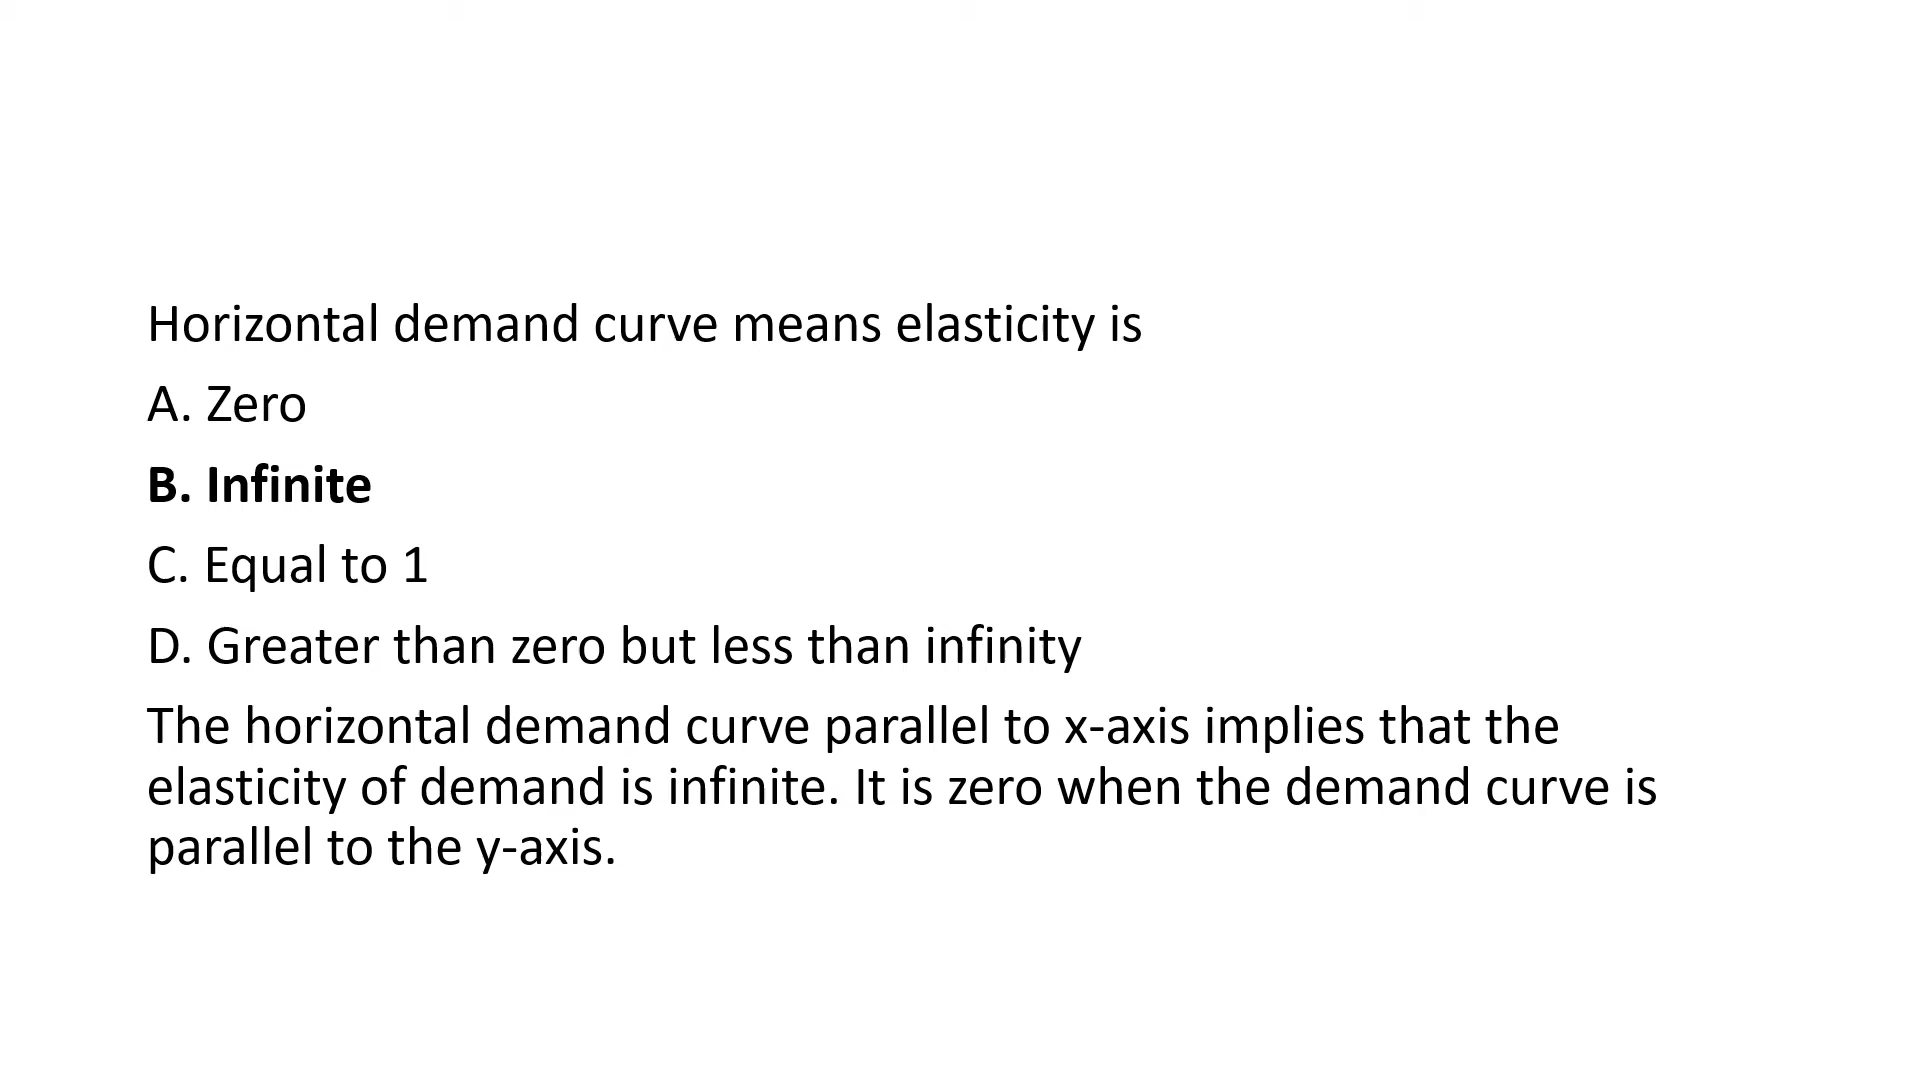 Horizontal demand curve means elasticity is
A. Zero
B. Infinite
C. Equal to 1
D. Greater than zero but less than infinity
The horizontal demand curve parallel to x-axis implies that the
elasticity of demand is infinite. It is zero when the demand curve is
parallel to the y-axis.